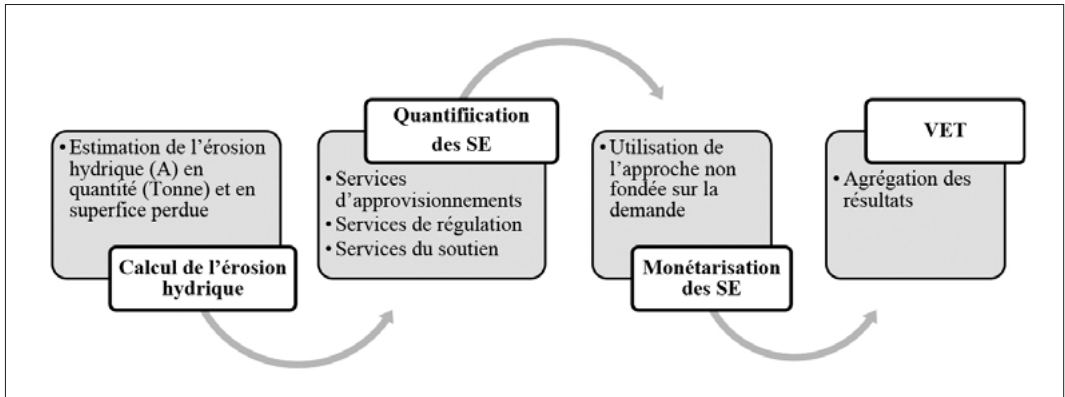 • Estimation de l'érosion
hydrique (A) en
quantité (Tonne) et en
superfice perdue
Calcul de l'érosion
hydrique
Quantifiication
des SE
• Services
d'approvisionnements
• Services de régulation
• Services du soutien
• Utilisation de
l'approche non
fondée sur la
demande
Monétarisation
des SE
VET
• Agrégation des
résultats